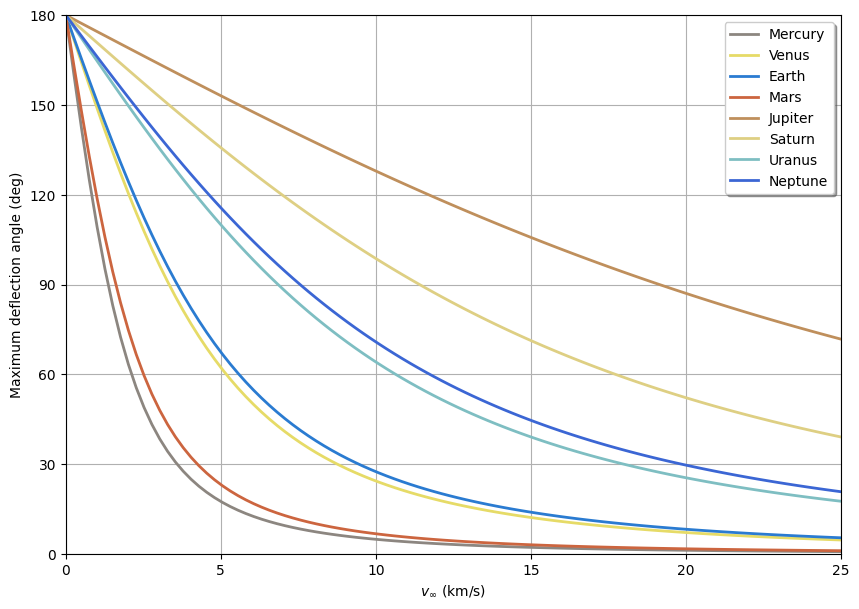 180
150
120
90
60
30
0
Maximum deflection angle (deg)
0 5 10 15 20 25
v∞ (km/s)
Mercury
Venus
Earth
Mars
Jupiter
Saturn
Uranus
Neptune